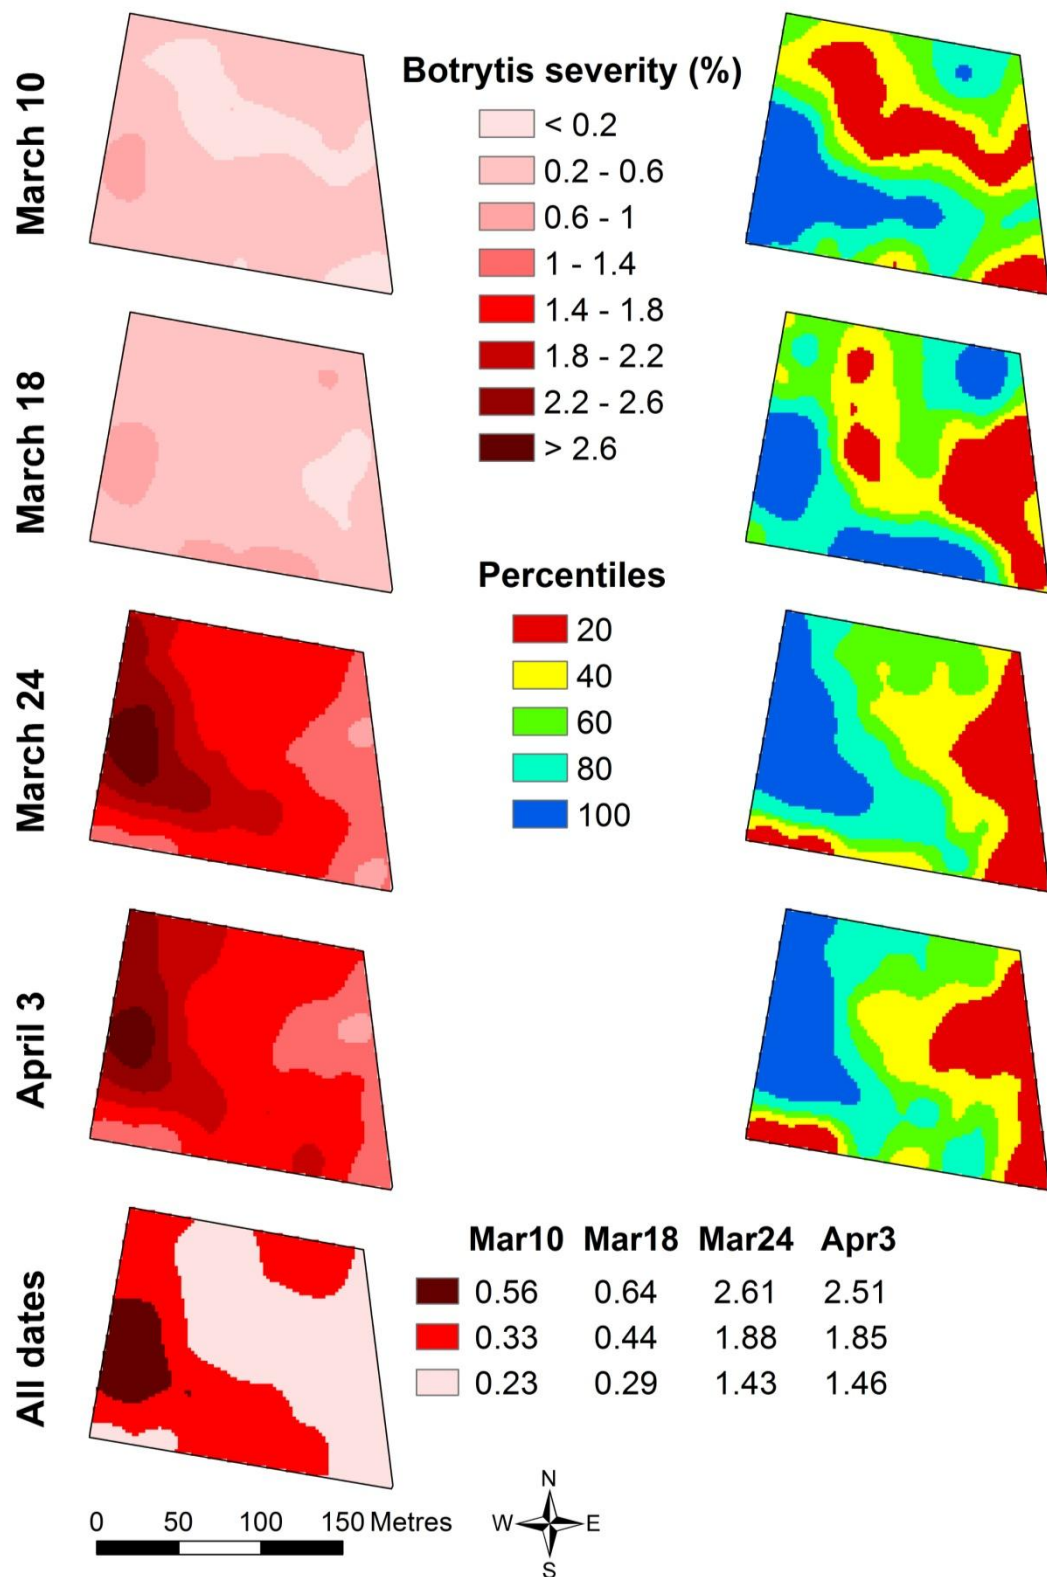 March 10
Botrytis severity (%)
< 0.2
0.2 - 0.6
0.6 - 1
1 - 1.4
1.4 - 1.8
1.8 - 2.2
2.2 - 2.6
> 2.6
March 18
Percentiles
20
40
60
80
100
March 24
April 3
All dates
Mar10 Mar18 Mar24 Apr3
0.56 0.64 2.61 2.51
0.33 0.44 1.88 1.85
0.23 0.29 1.43 1.46
0 50 100 150 Metres
N
W E
S